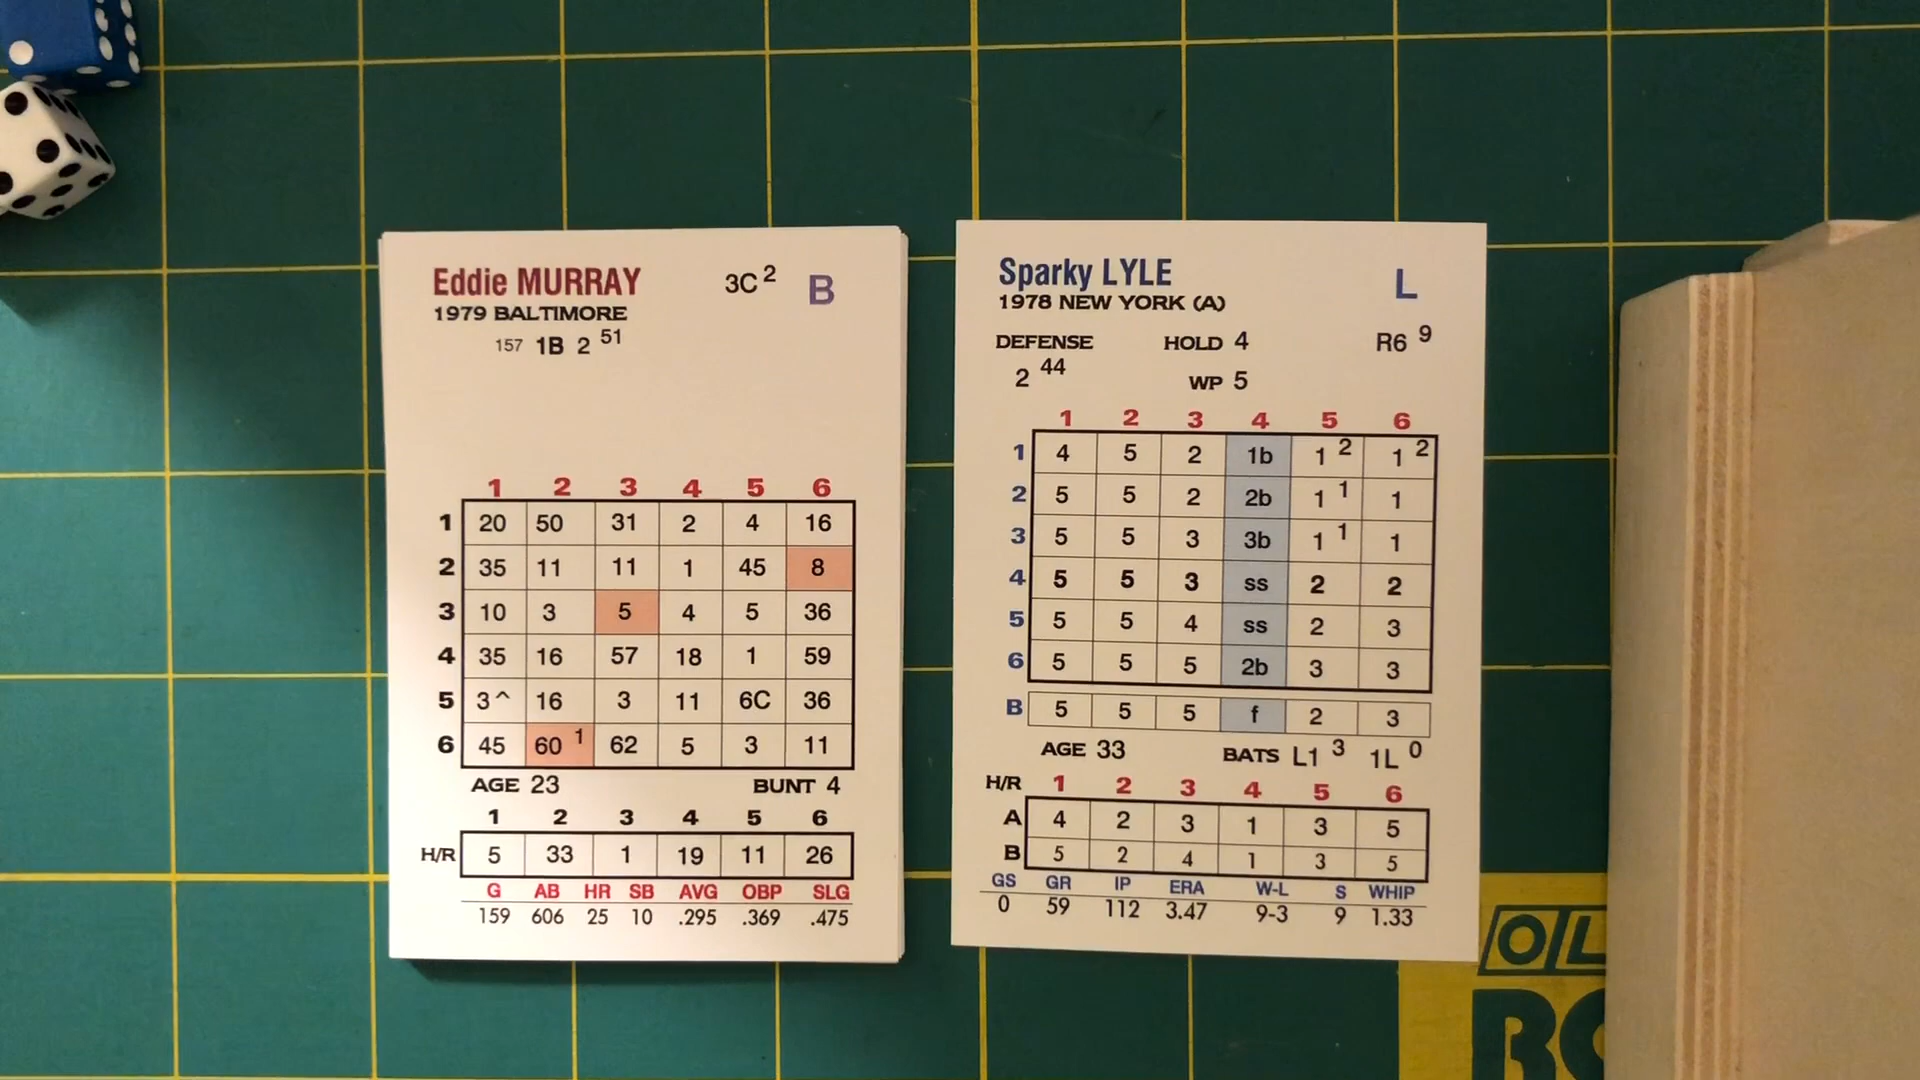 Eddie MURRAY 3C 2 B
1979 BALTIMORE
157 1B 2 51
1 2 3 4 5 6
1 20 50 31 2 4 16
2 35 11 11 1 45 8
3 10 3 5 4 5 36
4 35 16 57 18 1 59
5 3^ 16 3 11 6C 36
6 45 60 1 62 5 3 11
AGE 23 BUNT 4
1 2 3 4 5 6
H/R 5 33 1 19 11 26
G AB HR SB AVG OBP SLG
159 606 25 10 .295 .369 .475
Sparky LYLE L
1978 NEW YORK (A)
DEFENSE HOLD 4 R6 9
2 44 WP 5
1 2 3 4 5 6
1 4 5 2 1b 1 2 1 2
2 5 5 2 2b 1 1 1
3 5 5 3 3b 1 1 1
4 5 5 3 ss 2 2
5 5 5 4 ss 2 3
6 5 5 5 2b 3 3
B 5 5 5 f 2 3
AGE 33 BATS L1 3 1L 0
H/R 1 2 3 4 5 6
A 4 2 3 1 3 5
B 5 2 4 1 3 5
GS GR IP ERA W-L S WHIP
0 59 112 3.47 9-3 9 1.33
OL